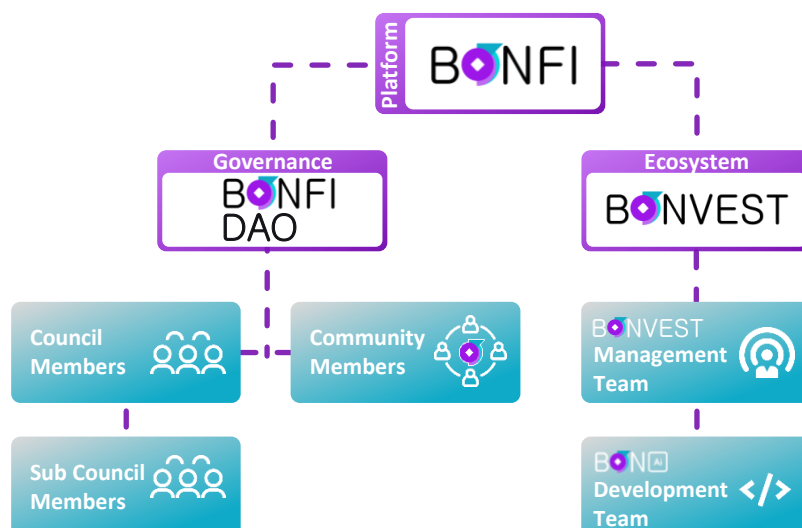 Platform
BONFI
Governance
BONFI
DAO
Ecosystem
BONVEST
Council
Members
Community
Members
BONVEST
Management
Team
Sub Council
Members
BON Ai
Development
Team
</>